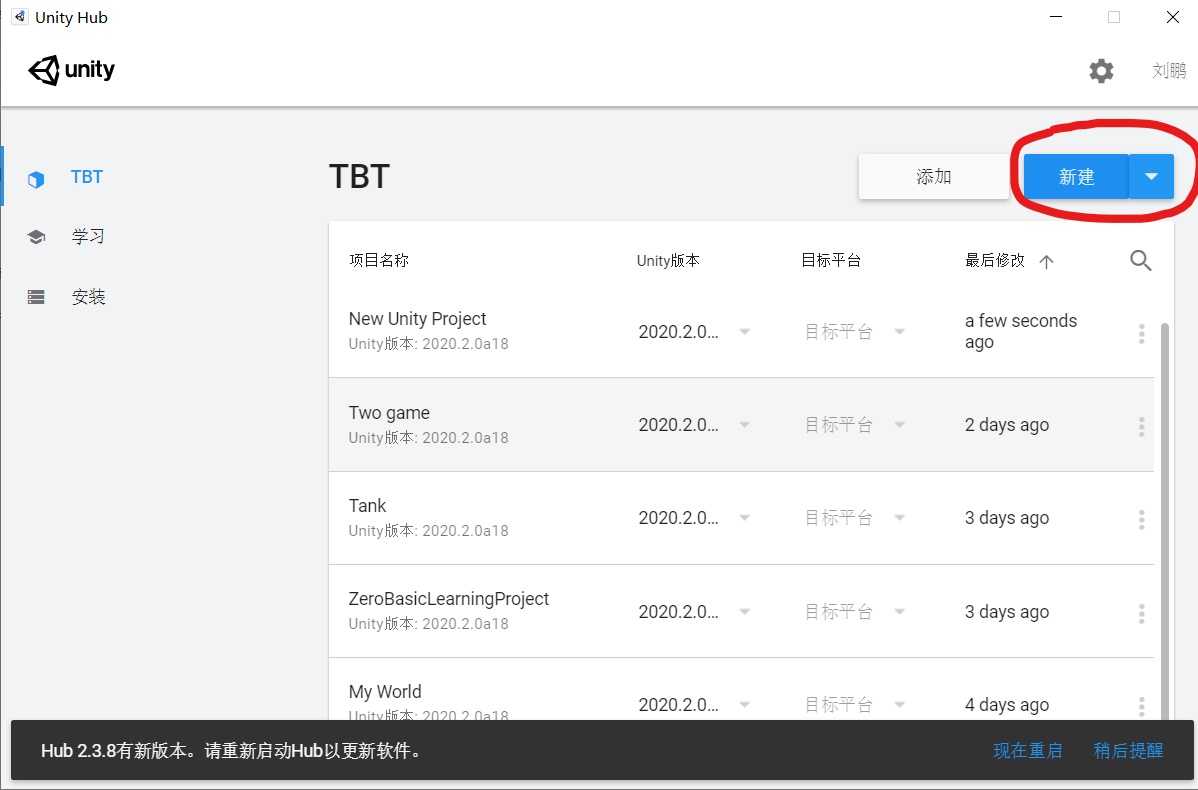 Unity Hub
unity
刘鹏
TBT
学习
安装
TBT
添加
新建
项目名称 Unity版本 目标平台 最后修改
New Unity Project
Unity版本: 2020.2.0a18
2020.2.0...
目标平台
a few seconds
ago
Two game
Unity版本: 2020.2.0a18
2020.2.0...
目标平台
2 days ago
Tank
Unity版本: 2020.2.0a18
2020.2.0...
目标平台
3 days ago
ZeroBasicLearningProject
Unity版本: 2020.2.0a18
2020.2.0...
目标平台
3 days ago
My World
Unity版本: 2020.2.0a18
2020.2.0...
目标平台
4 days ago
Hub 2.3.8有新版本。请重新启动Hub以更新软件。
现在重启 稍后提醒